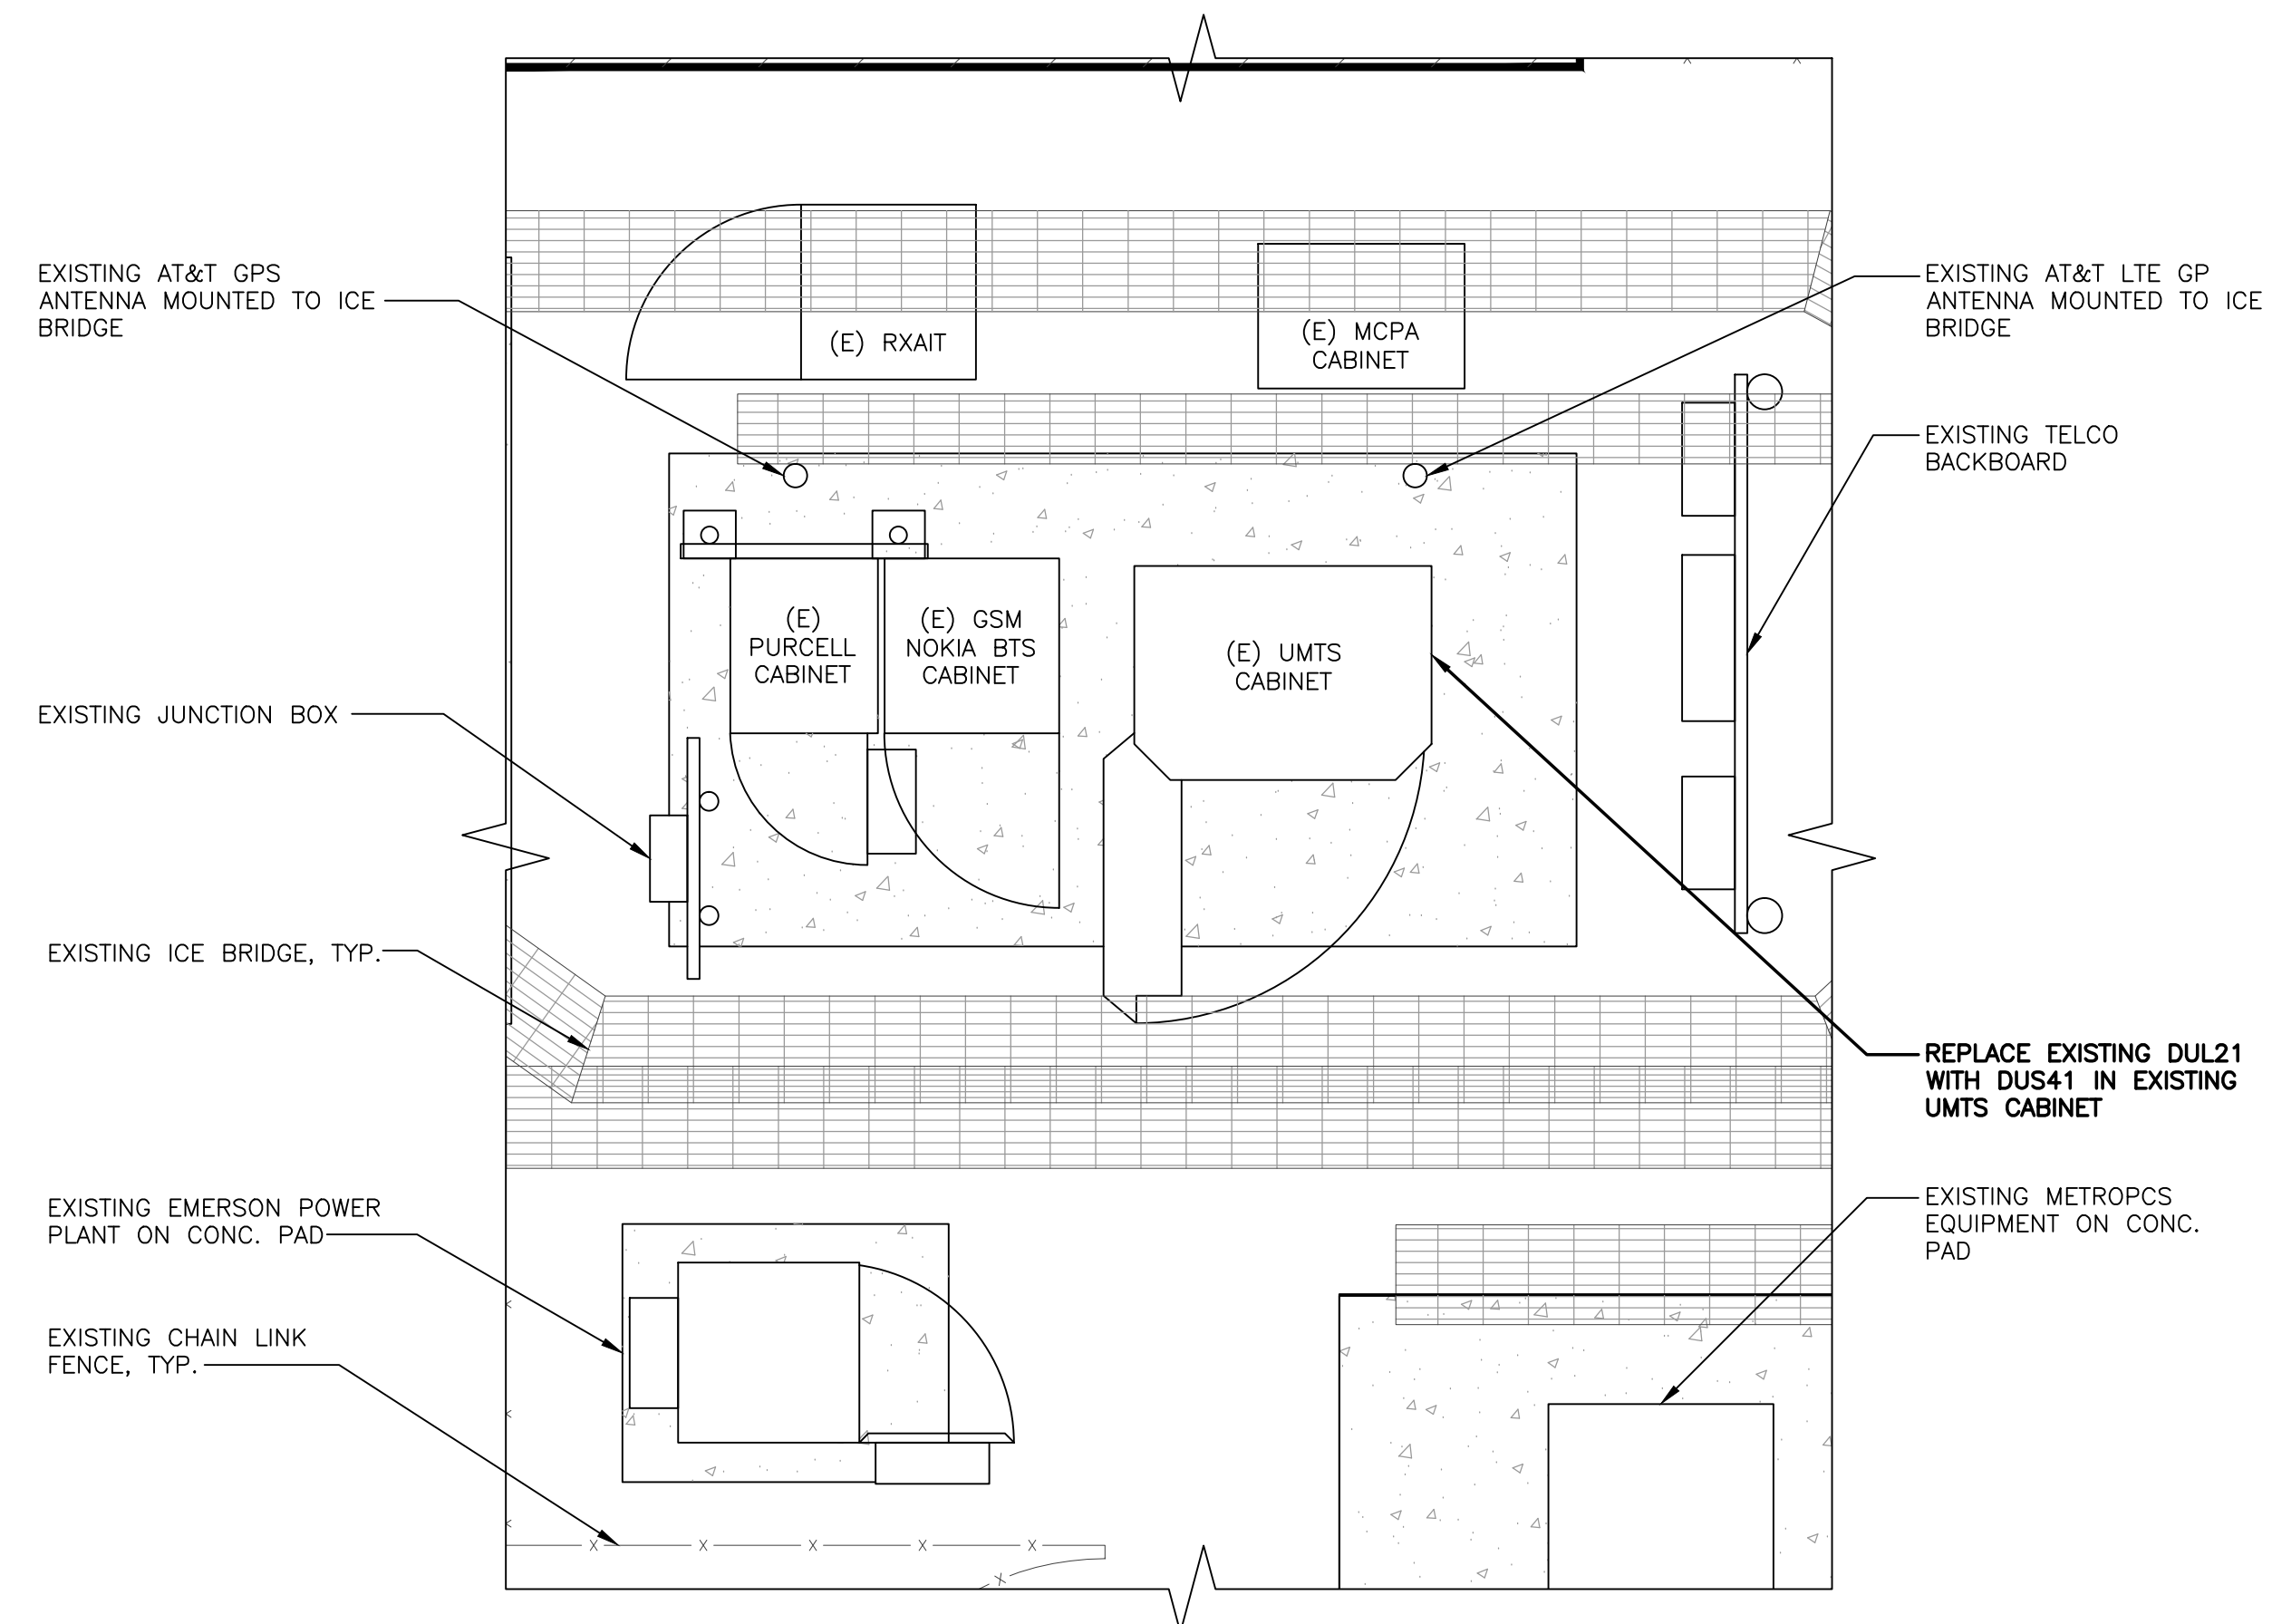 EXISTING AT&T GPS
ANTENNA MOUNTED TO ICE
BRIDGE
(E) RXAIT
(E) MCPA
CABINET
EXISTING AT&T LTE GP
ANTENNA MOUNTED TO ICE
BRIDGE
EXISTING TELCO
BACKBOARD
(E)
PURCELL
CABINET
(E) GSM
NOKIA BTS
CABINET
(E) UMTS
CABINET
EXISTING JUNCTION BOX
EXISTING ICE BRIDGE, TYP.
REPLACE EXISTING DUL21
WITH DUS41 IN EXISTING
UMTS CABINET
EXISTING EMERSON POWER
PLANT ON CONC. PAD
EXISTING METROPCS
EQUIPMENT ON CONC.
PAD
EXISTING CHAIN LINK
FENCE, TYP.